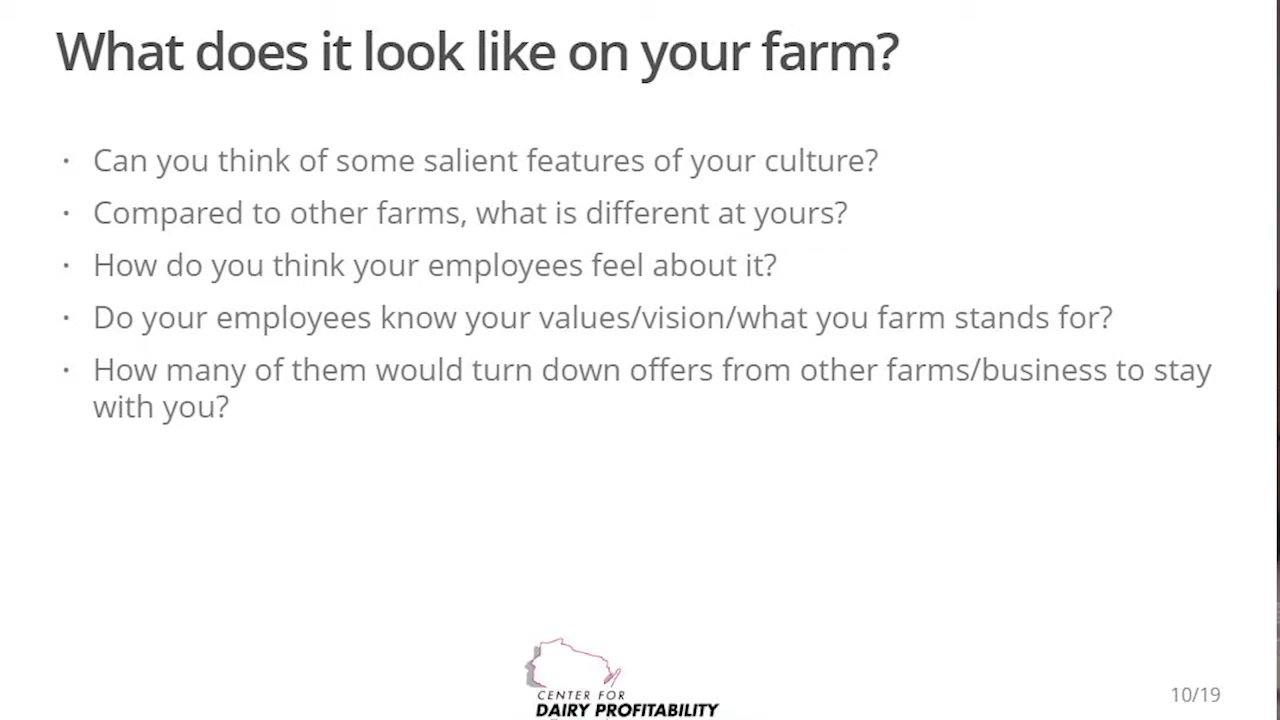 What does it look like on your farm?
· Can you think of some salient features of your culture?
· Compared to other farms, what is different at yours?
· How do you think your employees feel about it?
· Do your employees know your values/vision/what you farm stands for?
· How many of them would turn down offers from other farms/business to stay
with you?
CENTER FOR
DAIRY PROFITABILITY
10/19